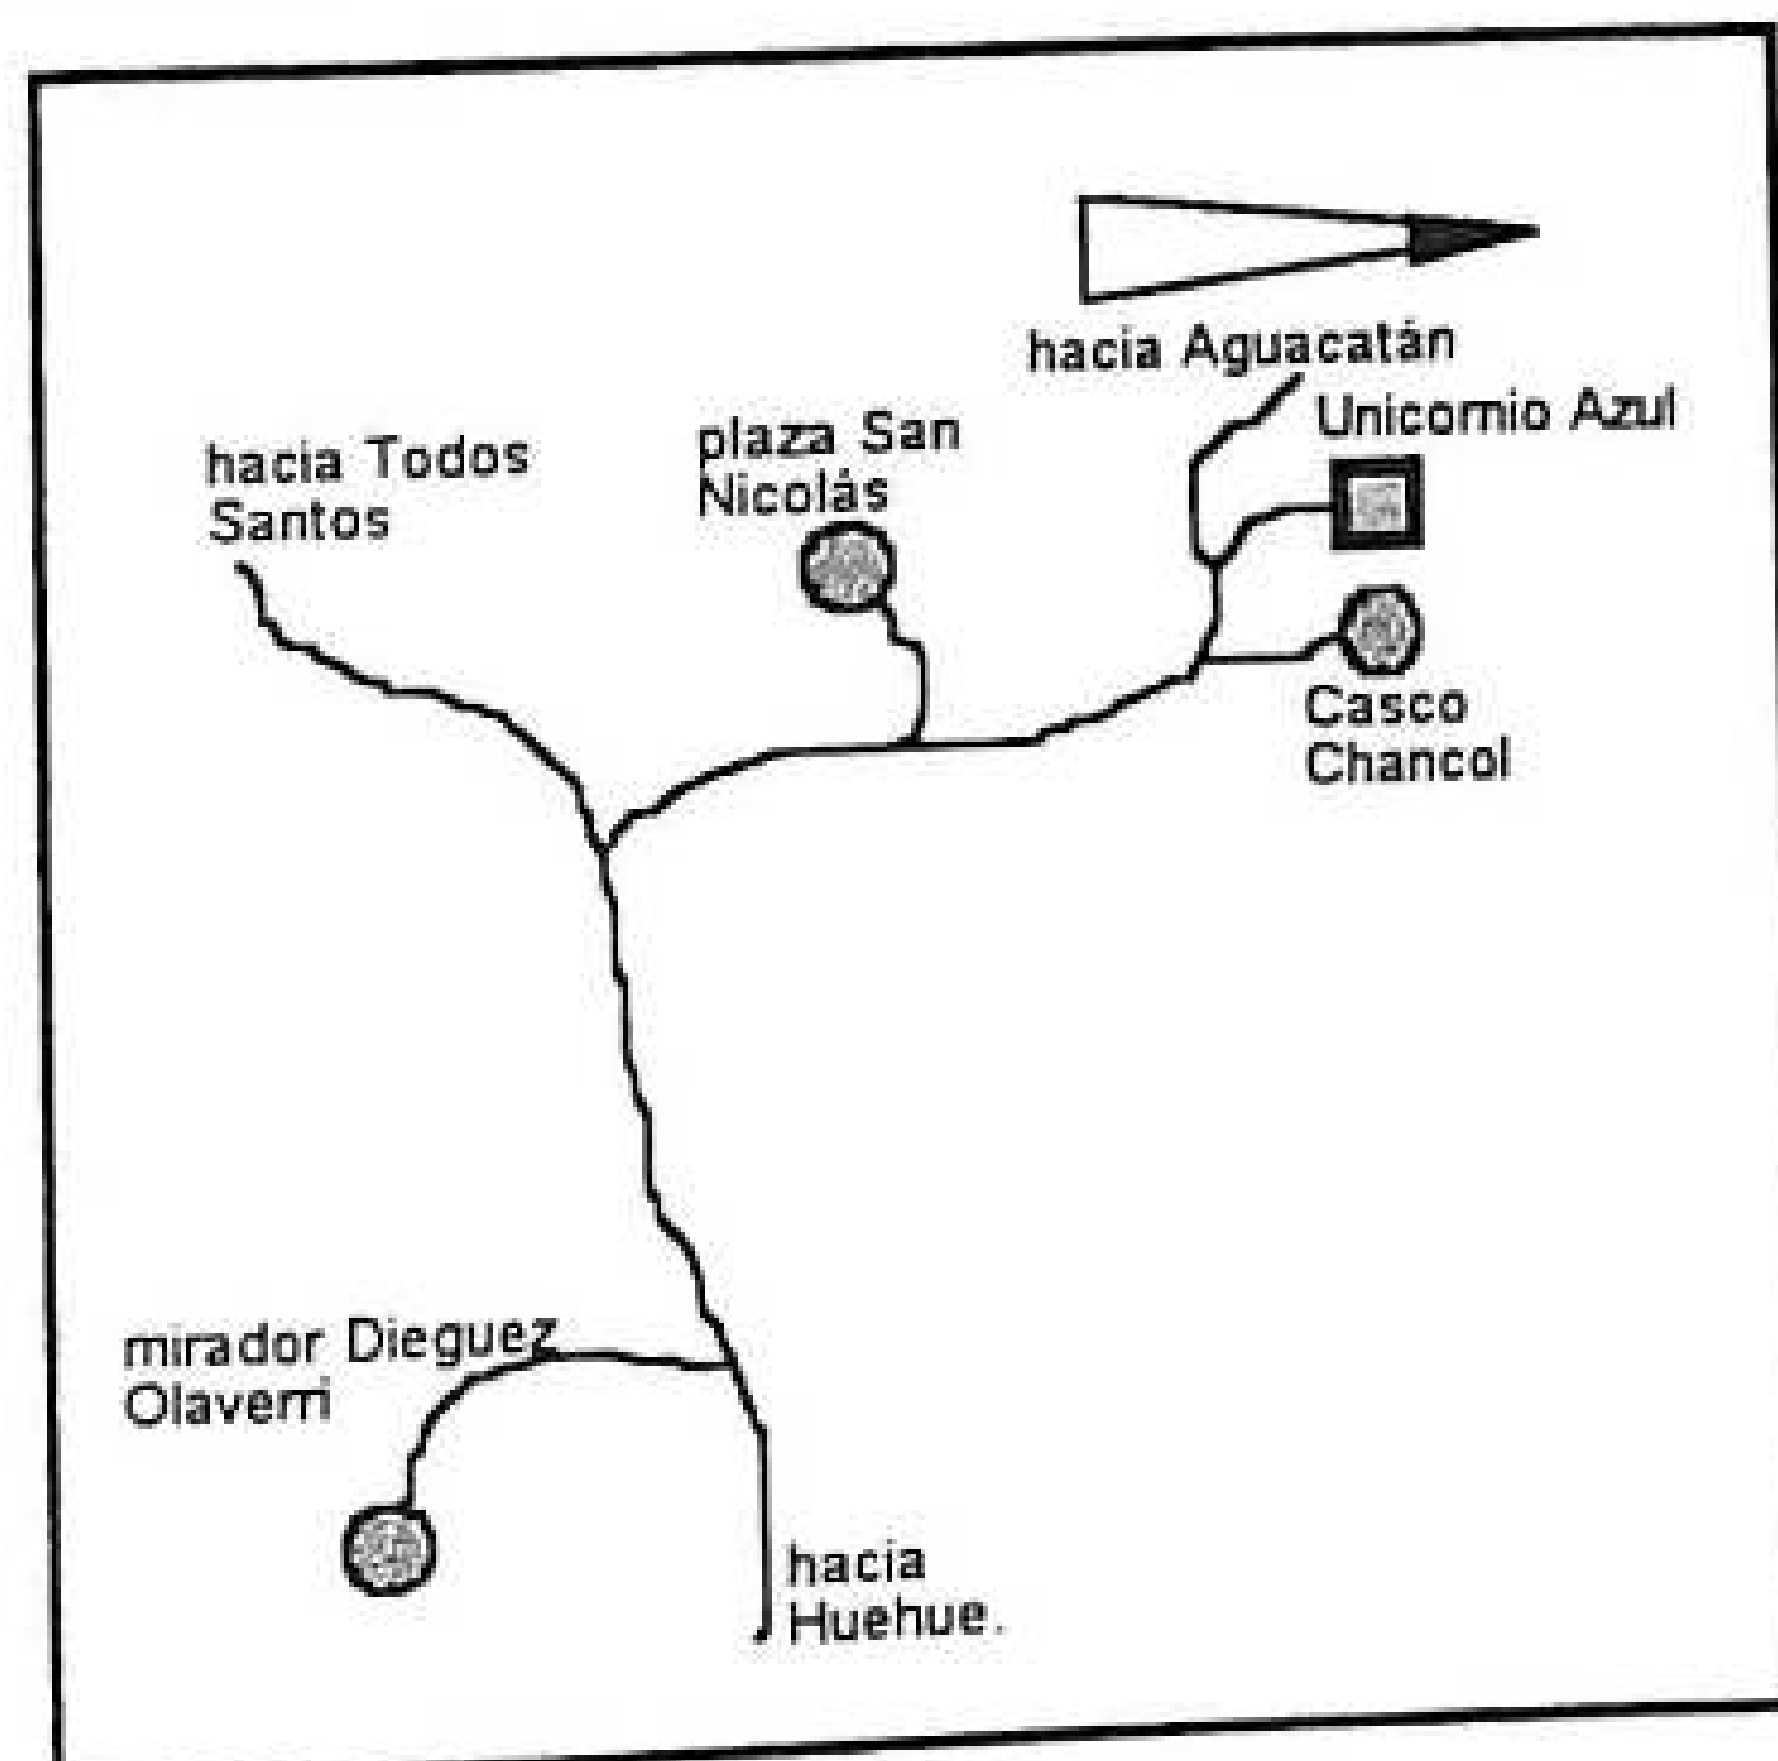 hacia Aguacatán
Unicornio Azul
plaza San
Nicolás
hacia Todos
Santos
Casco
Chancol
mirador Dieguez
Olaverri
hacia
Huehue.